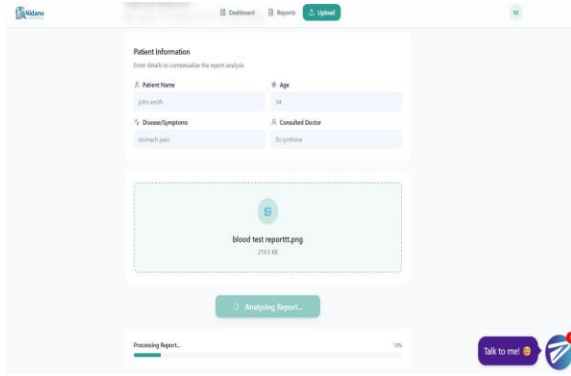 Nidano
Dashboard Reports Upload
M
Patient Information
Enter details to contextualize the report analysis
Patient Name
Age
john smith
34
Disease/Symptoms
Consulted Doctor
stomach pain
Dr.Jyothsna
blood test reporttt.png
219.5 KB
Analyzing Report...
Processing Report...
10%
Talk to me!